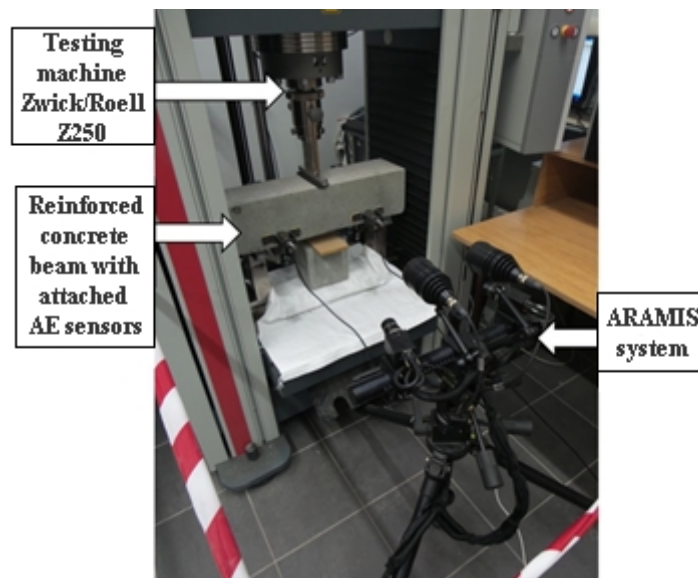 Testing
machine
Zwick/Roell
Z250
Reinforced
concrete
beam with
attached
AE sensors
ARAMIS
system